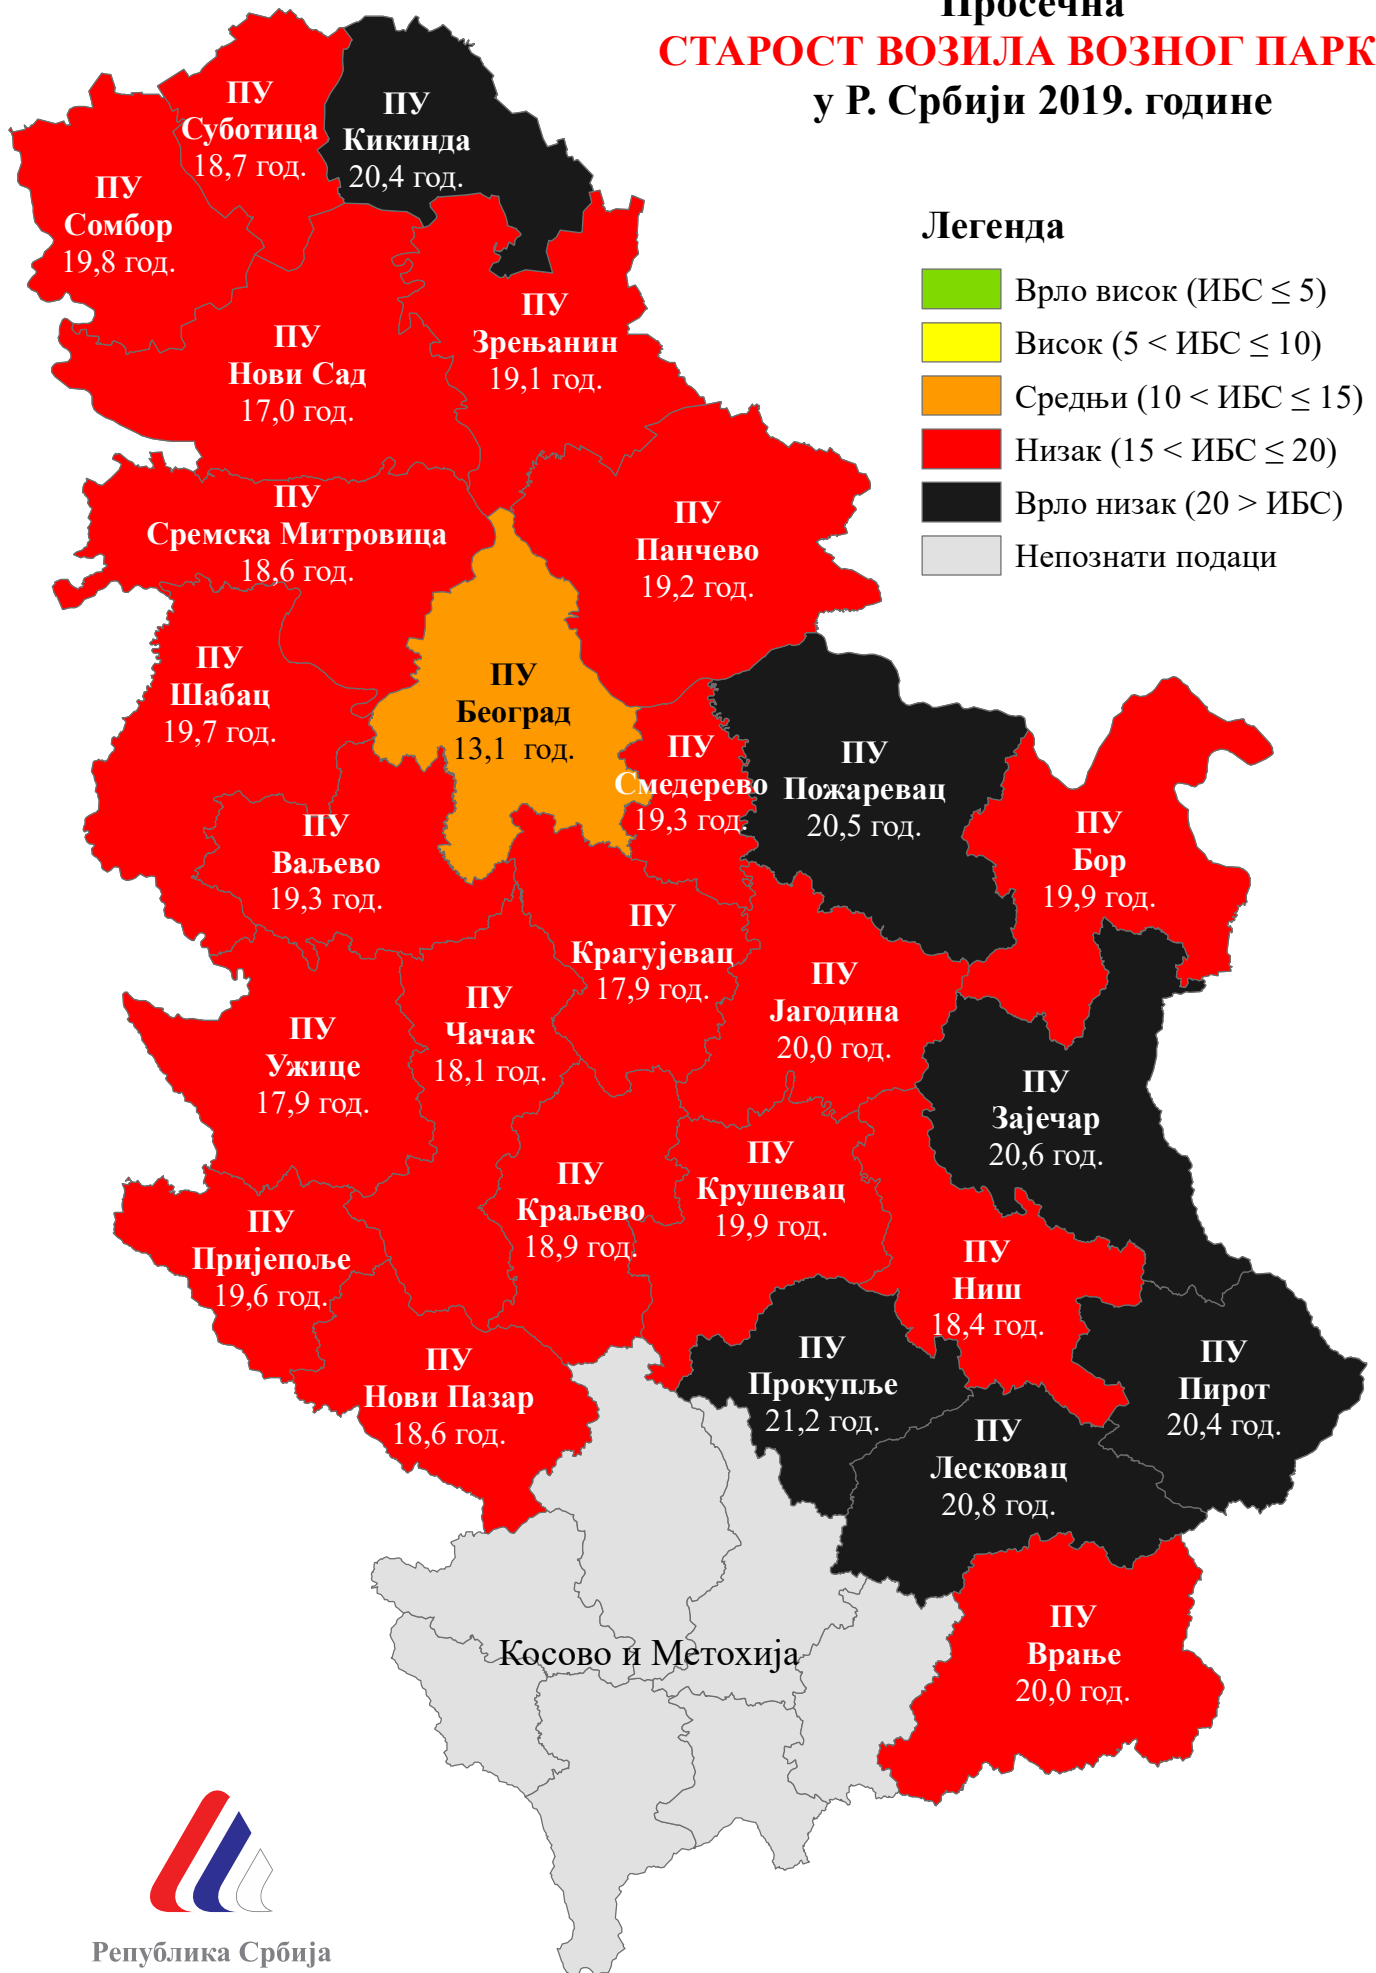 Просечна
СТАРОСТ ВОЗИЛА ВОЗНОГ ПАРК
у Р. Србији 2019. године
Легенда
Врло висок (ИБС ≤ 5)
Висок (5 < ИБС ≤ 10)
Средњи (10 < ИБС ≤ 15)
Низак (15 < ИБС ≤ 20)
Врло низак (20 > ИБС)
Непознати подаци
ПУ
Суботица
18,7 год.
ПУ
Кикинда
20,4 год.
ПУ
Сомбор
19,8 год.
ПУ
Зрењанин
19,1 год.
ПУ
Нови Сад
17,0 год.
ПУ
Сремска Митровица
18,6 год.
ПУ
Панчево
19,2 год.
ПУ
Шабац
19,7 год.
ПУ
Београд
13,1 год.
ПУ
Смедерево
19,3 год.
ПУ
Пожаревац
20,5 год.
ПУ
Бор
19,9 год.
ПУ
Ваљево
19,3 год.
ПУ
Крагујевац
17,9 год.
ПУ
Јагодина
20,0 год.
ПУ
Чачак
18,1 год.
ПУ
Ужице
17,9 год.
ПУ
Зајечар
20,6 год.
ПУ
Крушевац
19,9 год.
ПУ
Краљево
18,9 год.
ПУ
Пријепоље
19,6 год.
ПУ
Ниш
18,4 год.
ПУ
Прокупље
21,2 год.
ПУ
Пирот
20,4 год.
ПУ
Нови Пазар
18,6 год.
ПУ
Лесковац
20,8 год.
ПУ
Врање
20,0 год.
Косово и Метохија
Република Србија